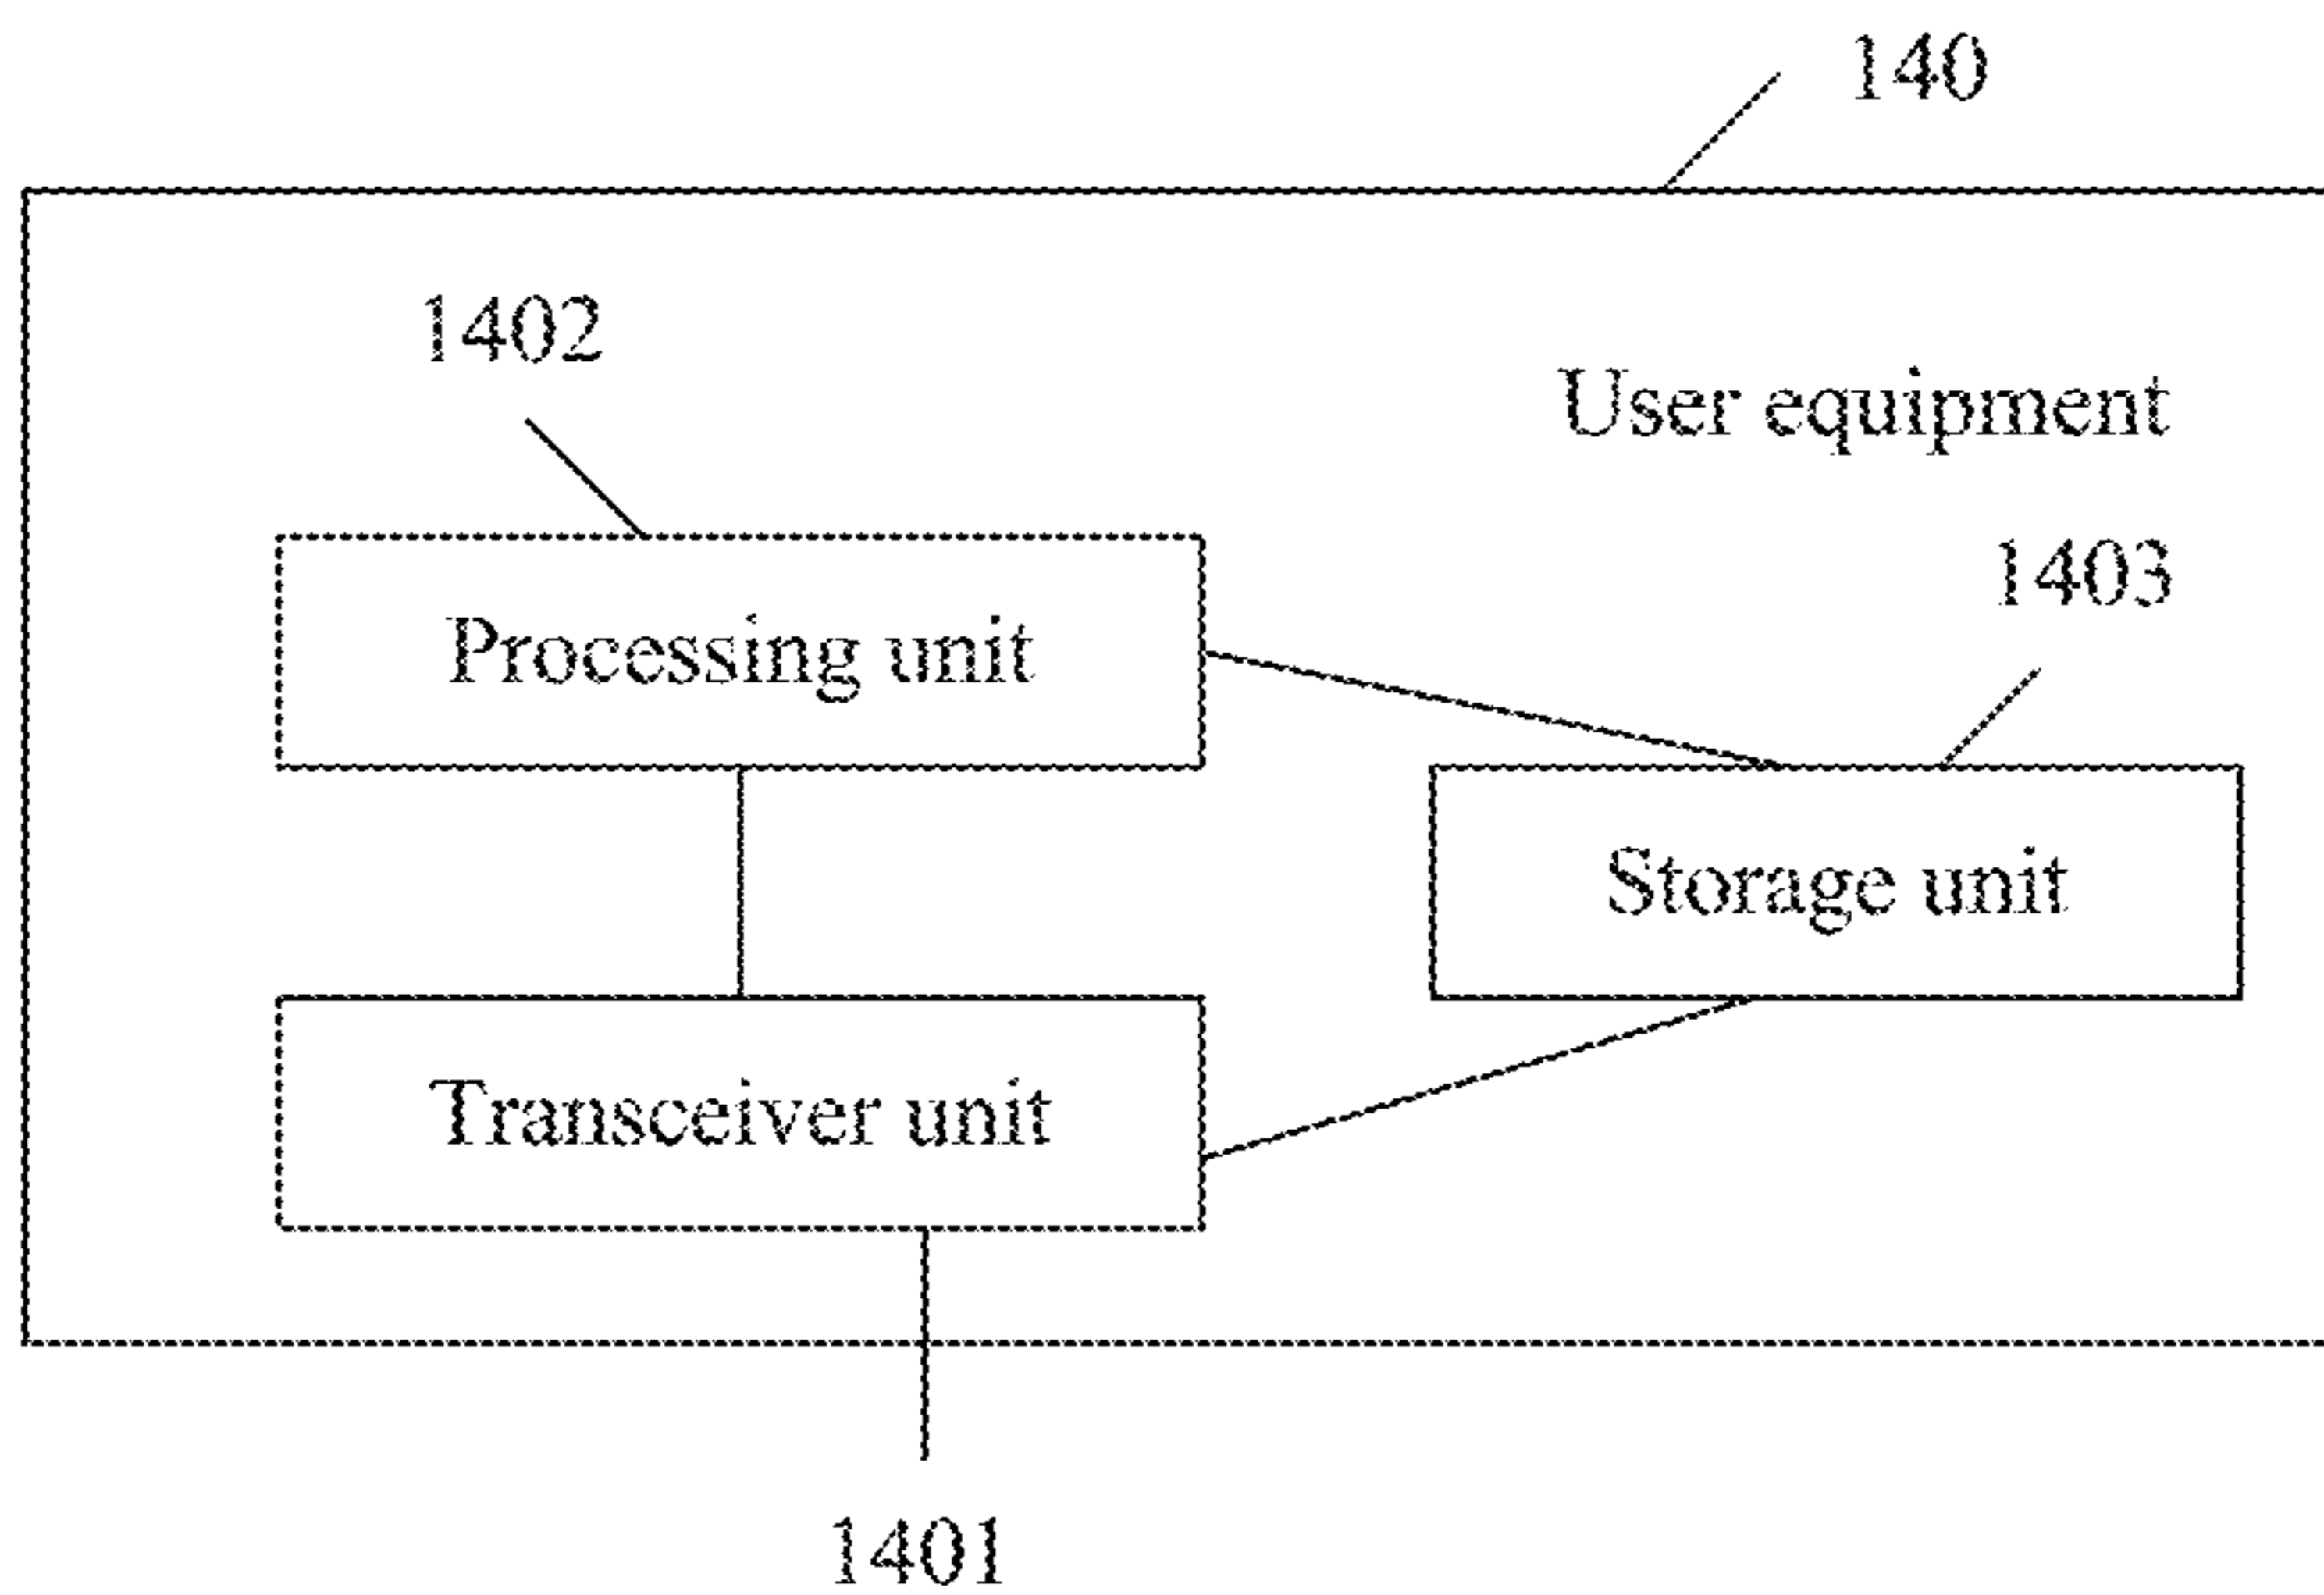 140
1402
User equipment
1403
Processing unit
Storage unit
Transceiver unit
1401